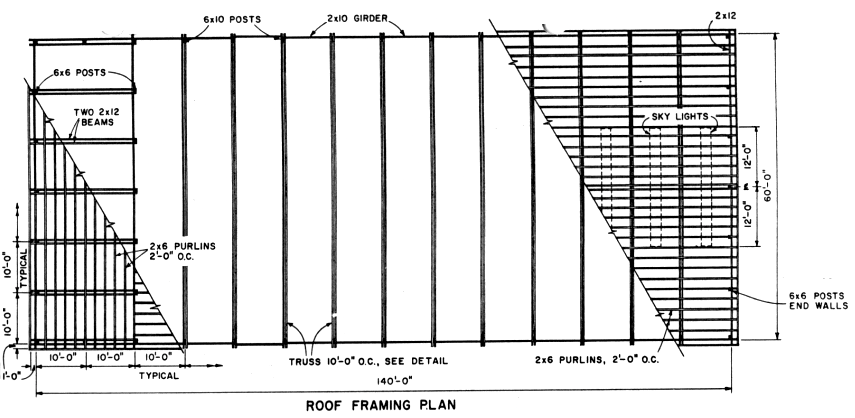 6x10 POSTS
2x10 GIRDER
2x12
6x6 POSTS
TWO 2x12
BEAMS
SKY LIGHTS
12'-0"
12'-0"
60'-0"
2x6 PURLINS
2'-0" O.C.
10'-0"
TYPICAL
10'-0"
6x6 POSTS
END WALLS
1'-0"
10'-0"
10'-0"
10'-0"
TYPICAL
TRUSS 10'-0" O.C., SEE DETAIL
2x6 PURLINS, 2'-0" O.C.
140'-0"
ROOF FRAMING PLAN